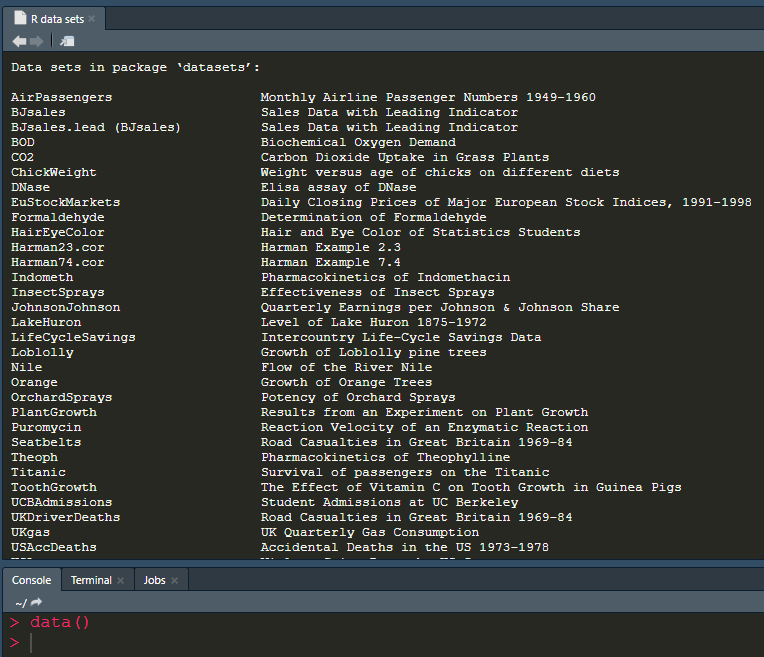 R data sets
Data sets in package ‘datasets’:
AirPassengers Monthly Airline Passenger Numbers 1949-1960
BJsales Sales Data with Leading Indicator
BJsales.lead (BJsales) Sales Data with Leading Indicator
BOD Biochemical Oxygen Demand
CO2 Carbon Dioxide Uptake in Grass Plants
ChickWeight Weight versus age of chicks on different diets
DNase Elisa assay of DNase
EuStockMarkets Daily Closing Prices of Major European Stock Indices, 1991-1998
Formaldehyde Determination of Formaldehyde
HairEyeColor Hair and Eye Color of Statistics Students
Harman23.cor Harman Example 2.3
Harman74.cor Harman Example 7.4
Indometh Pharmacokinetics of Indomethacin
InsectSprays Effectiveness of Insect Sprays
JohnsonJohnson Quarterly Earnings per Johnson & Johnson Share
LakeHuron Level of Lake Huron 1875-1972
LifeCycleSavings Intercountry Life-Cycle Savings Data
Loblolly Growth of Loblolly pine trees
Nile Flow of the River Nile
Orange Growth of Orange Trees
OrchardSprays Potency of Orchard Sprays
PlantGrowth Results from an Experiment on Plant Growth
Puromycin Reaction Velocity of an Enzymatic Reaction
Seatbelts Road Casualties in Great Britain 1969-84
Theoph Pharmacokinetics of Theophylline
Titanic Survival of passengers on the Titanic
ToothGrowth The Effect of Vitamin C on Tooth Growth in Guinea Pigs
UCBAdmissions Student Admissions at UC Berkeley
UKDriverDeaths Road Casualties in Great Britain 1969-84
UKgas UK Quarterly Gas Consumption
USAccDeaths Accidental Deaths in the US 1973-1978
Console Terminal Jobs
~/
> data()
>